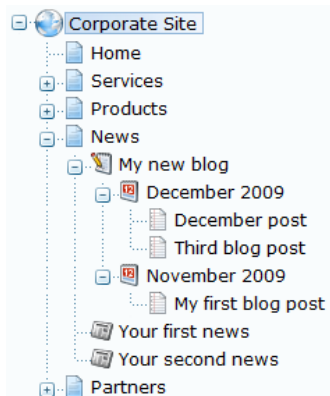 Corporate Site
Home
Services
Products
News
My new blog
December 2009
December post
Third blog post
November 2009
My first blog post
Your first news
Your second news
Partners